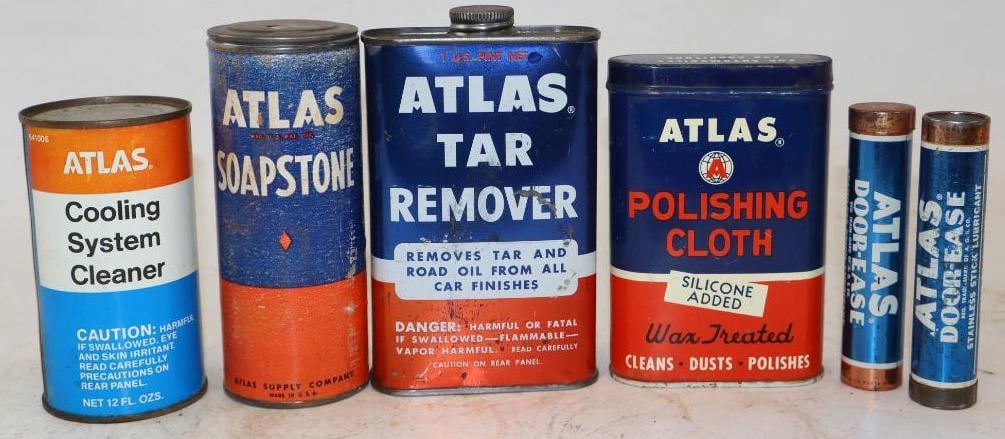 641006
ATLAS®
Cooling
System
Cleaner
CAUTION: HARMFUL
IF SWALLOWED. EYE
AND SKIN IRRITANT.
READ CAREFULLY
PRECAUTIONS ON
REAR PANEL.
NET 12 FL. OZS.
ATLAS
REG. U.S. PAT. OFF.
SOAPSTONE
ATLAS SUPPLY COMPANY
MADE IN U.S.A.
1 U.S. PINT NET
ATLAS®
TAR
REMOVER
REMOVES TAR AND
ROAD OIL FROM ALL
CAR FINISHES
DANGER: HARMFUL OR FATAL
IF SWALLOWED—FLAMMABLE—
VAPOR HARMFUL. READ CAREFULLY
CAUTION ON REAR PANEL.
ATLAS®
A
POLISHING
CLOTH
SILICONE
ADDED
Wax Treated
CLEANS · DUSTS · POLISHES
ATLAS®
DOOR-EASE
ATLAS®
DOOR-EASE
STAINLESS STICK LUBRICANT